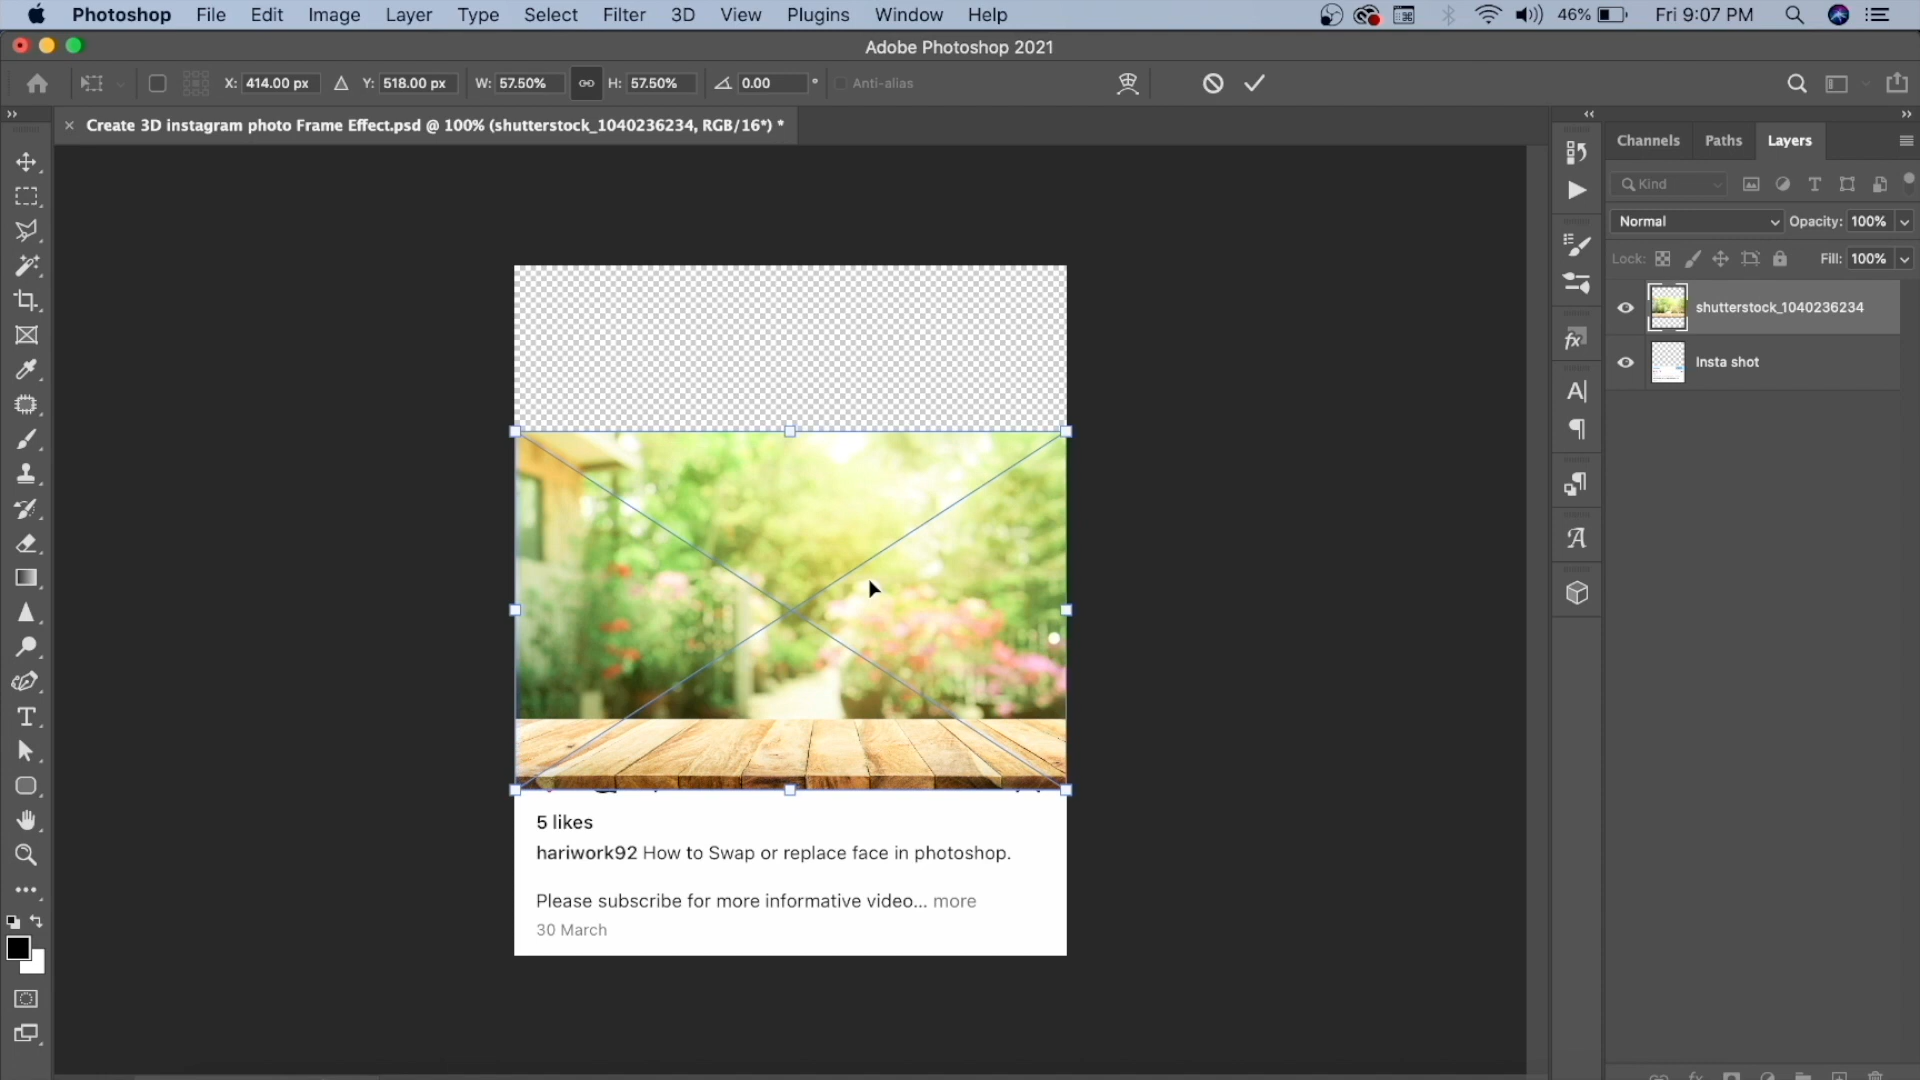 Photoshop File Edit Image Layer Type Select Filter 3D View Plugins Window Help 46% Fri 9:07 PM
Adobe Photoshop 2021
X: 414.00 px Y: 518.00 px W: 57.50% H: 57.50% 0.00 ° Anti-alias
Create 3D instagram photo Frame Effect.psd @ 100% (shutterstock_1040236234, RGB/16*) *
Channels Paths Layers
Kind
Normal Opacity: 100%
Lock: Fill: 100%
shutterstock_1040236234
Insta shot
5 likes
hariwork92 How to Swap or replace face in photoshop.
Please subscribe for more informative video... more
30 March